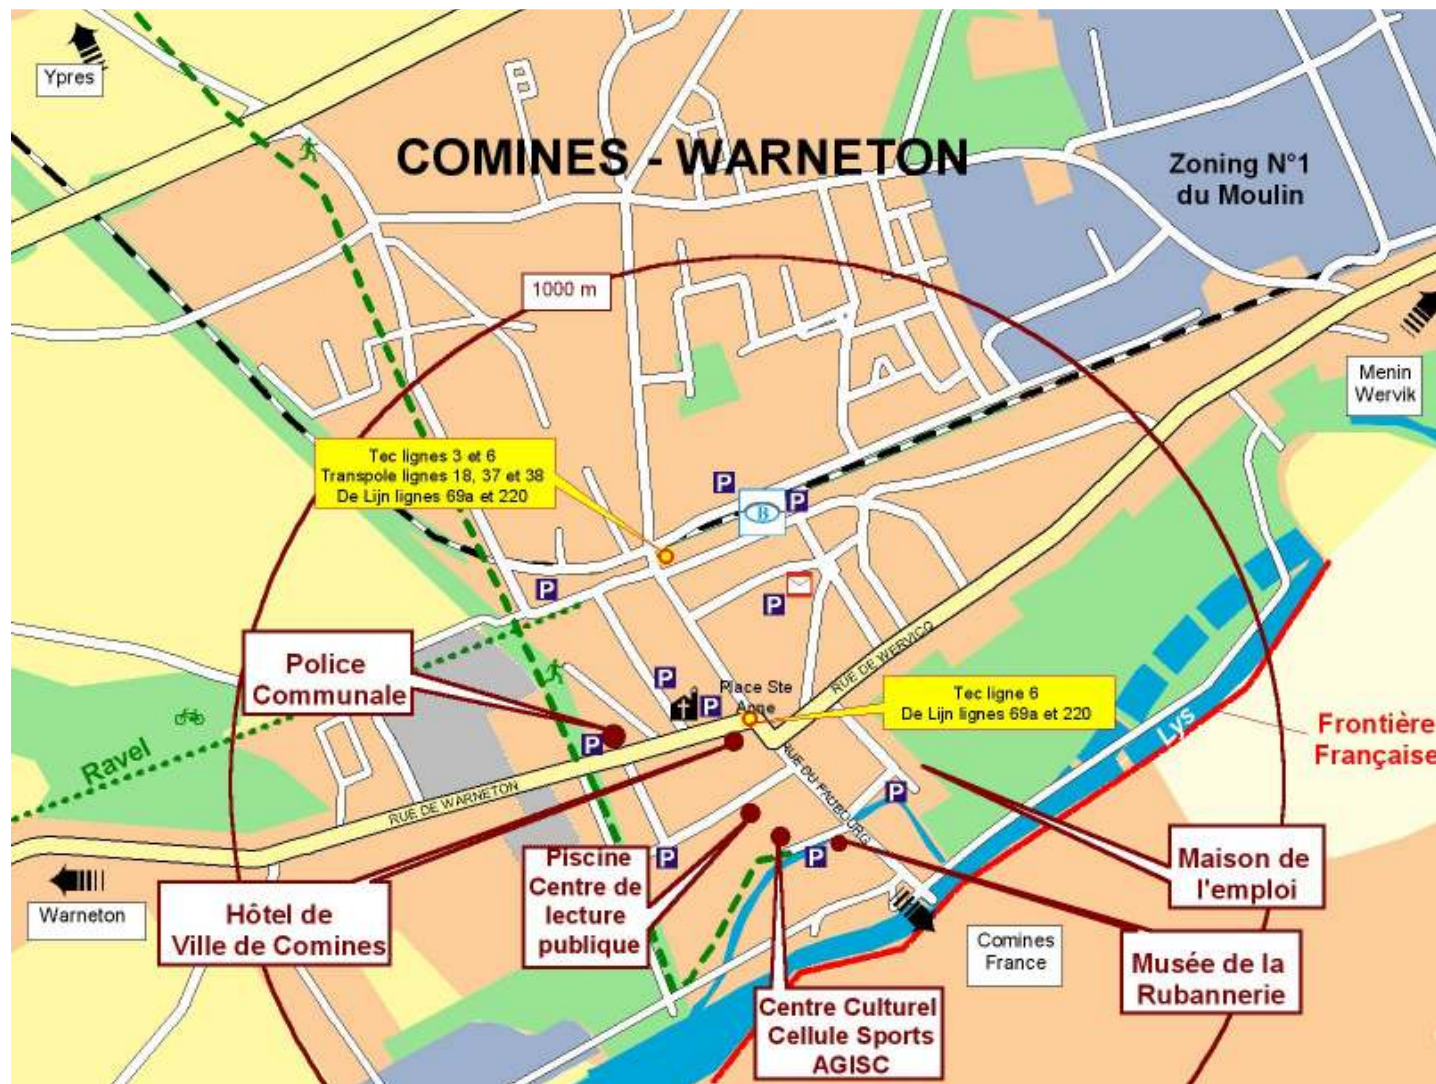 Ypres
COMINES - WARNETON
Zoning N°1
du Moulin
1000 m
Menin
Wervik
Tec lignes 3 et 6
Transpole lignes 18, 37 et 38
De Lijn lignes 69a et 220
P
B
P
P
P
Police
Communale
P
Place Ste
Anne
P
RUE DE WERVICQ
Tec ligne 6
De Lijn lignes 69a et 220
Lys
Frontière
Française
Ravel
P
RUE DE WARNETON
RUE DU FAUBOURG
P
P
P
Warneton
Hôtel de
Ville de Comines
Piscine
Centre de
lecture
publique
Maison de
l'emploi
Comines
France
Musée de la
Rubannerie
Centre Culturel
Cellule Sports
AGISC